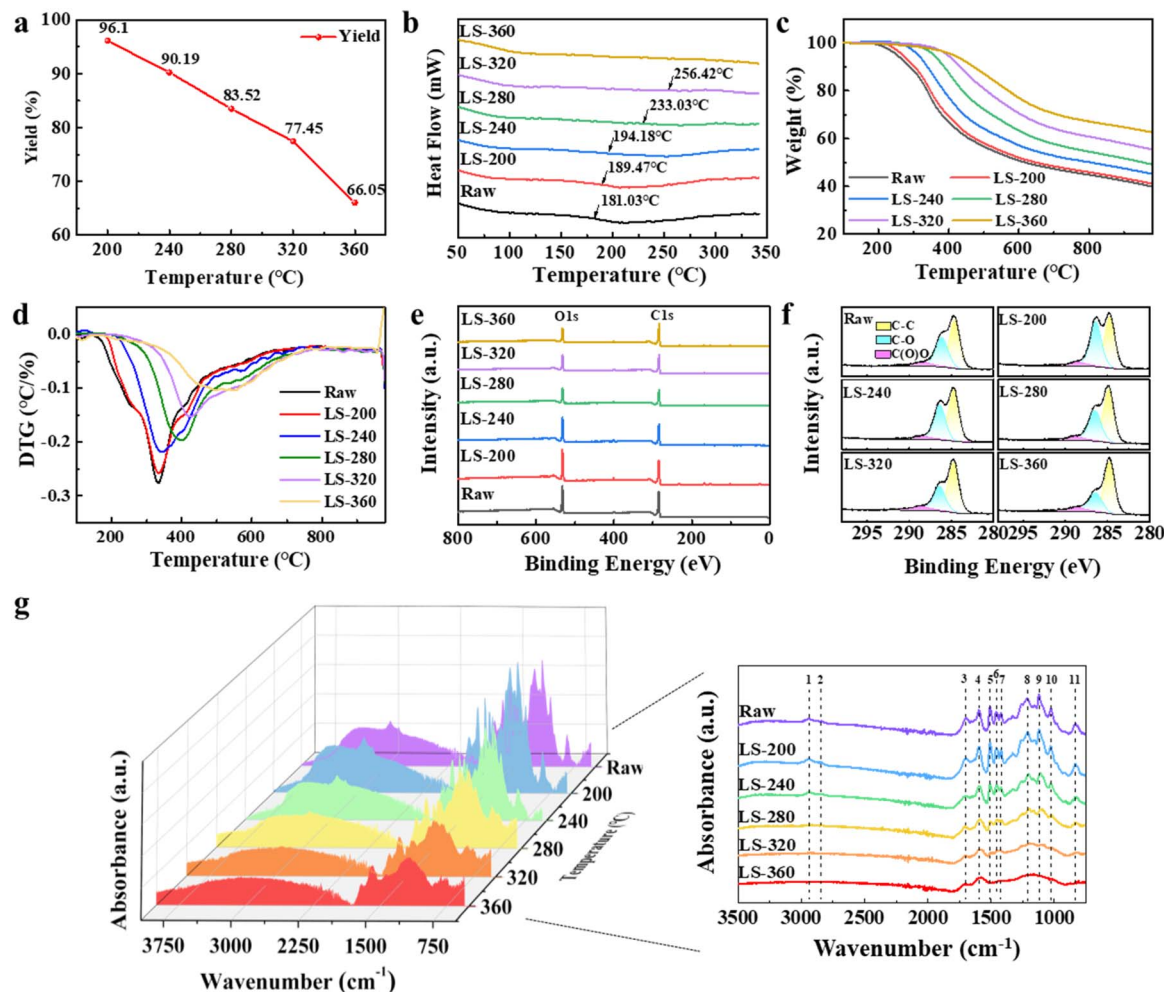 a
100
95
90
85
80
75
70
65
60
Yield (%)
96.1
90.19
83.52
77.45
66.05
Yield
200 240 280 320 360
Temperature (°C)
b
Heat Flow (mW)
LS-360
LS-320
LS-280
LS-240
LS-200
Raw
256.42°C
233.03°C
194.18°C
189.47°C
181.03°C
50 100 150 200 250 300 350
Temperature (°C)
c
Weight (%)
100
80
60
40
20
Raw LS-200
LS-240 LS-280
LS-320 LS-360
200 400 600 800
Temperature (°C)
d
DTG (°C/%)
0.0
-0.1
-0.2
-0.3
Raw
LS-200
LS-240
LS-280
LS-320
LS-360
200 400 600 800
Temperature (°C)
e
Intensity (a.u.)
O1s C1s
LS-360
LS-320
LS-280
LS-240
LS-200
Raw
800 600 400 200 0
Binding Energy (eV)
f
Intensity (a.u.)
Raw
C-C
C-O
C(O)O
LS-200
LS-240
LS-280
LS-320
LS-360
295 290 285 280
295 290 285 280
Binding Energy (eV)
g
Absorbance (a.u.)
Raw
200
240
280
320
360
Temperature (°C)
3750 3000 2250 1500 750
Wavenumber (cm⁻¹)
Absorbance (a.u.)
1 2 3 4 5 6 7 8 9 10 11
Raw
LS-200
LS-240
LS-280
LS-320
LS-360
3500 3000 2500 2000 1500 1000
Wavenumber (cm⁻¹)